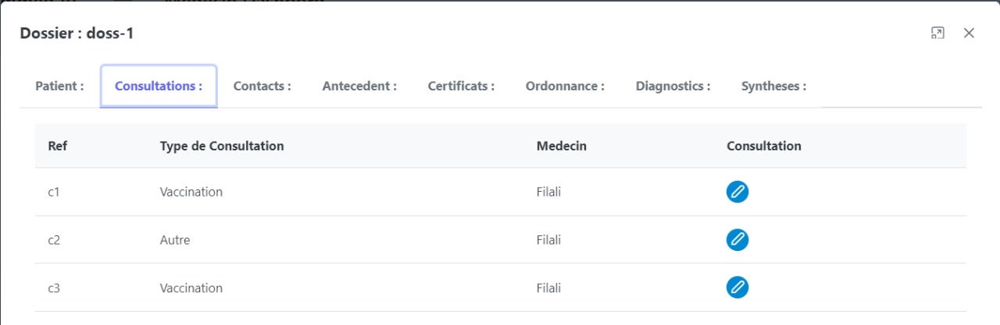 Dossier : doss-1
Patient : Consultations : Contacts : Antecedent : Certificats : Ordonnance : Diagnostics : Syntheses :
Ref Type de Consultation Medecin Consultation
c1 Vaccination Filali
c2 Autre Filali
c3 Vaccination Filali